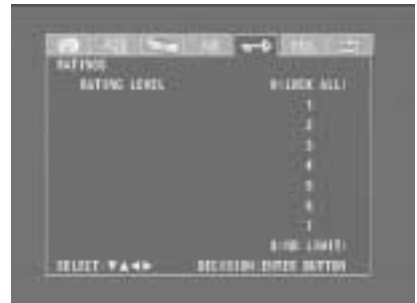 RATINGS
RATING LEVEL 0(LOCK ALL)
1
2
3
4
5
6
7
8(NO LIMIT)
SELECT:▼▲◄► DECISION:ENTER BUTTON